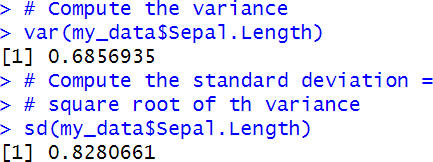 > # Compute the variance
> var(my_data$Sepal.Length)
[1] 0.6856935
> # Compute the standard deviation =
> # square root of th variance
> sd(my_data$Sepal.Length)
[1] 0.8280661